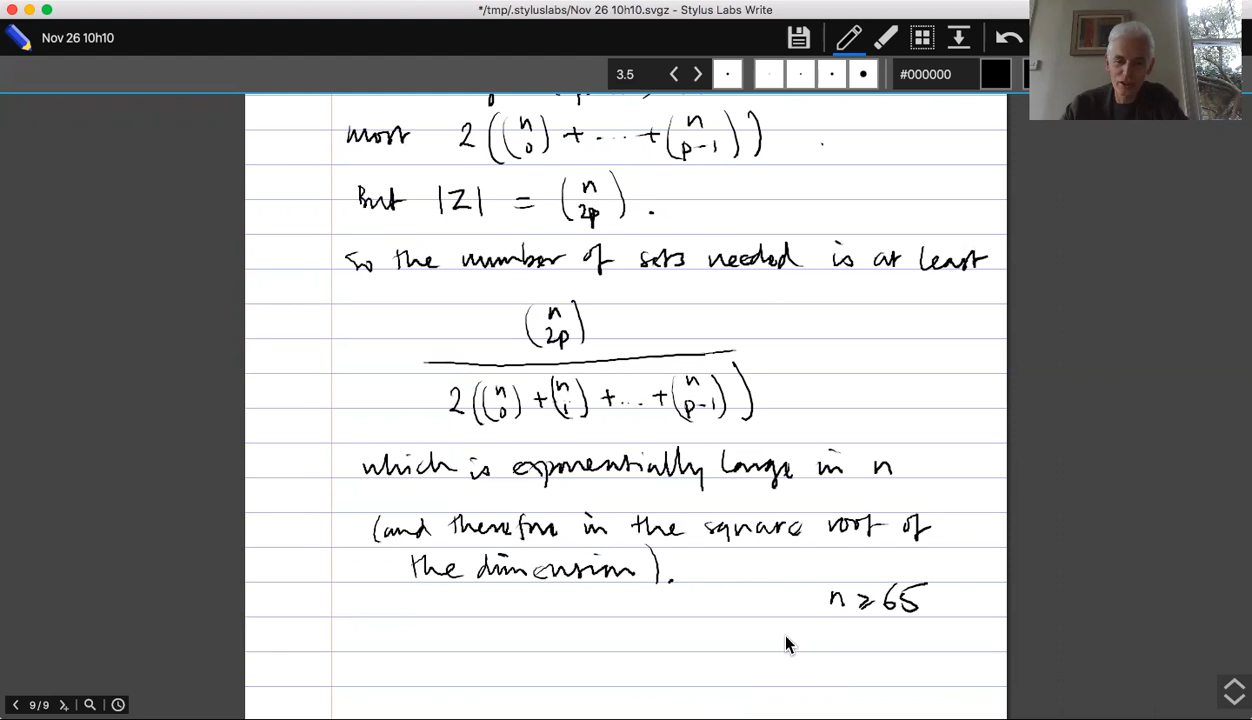 */tmp/.styluslabs/Nov 26 10h10.svgz - Stylus Labs Write
Nov 26 10h10
3.5
#000000
most 2((n 0) + ... + (n p-1))
But |Z| = (n 2p).
So the number of sets needed is at least
(n 2p)
2((n 0) + (n 1) + ... + (n p-1))
which is exponentially large in n
(and therefore in the square root of
the dimension).
n ⩾ 65
9/9